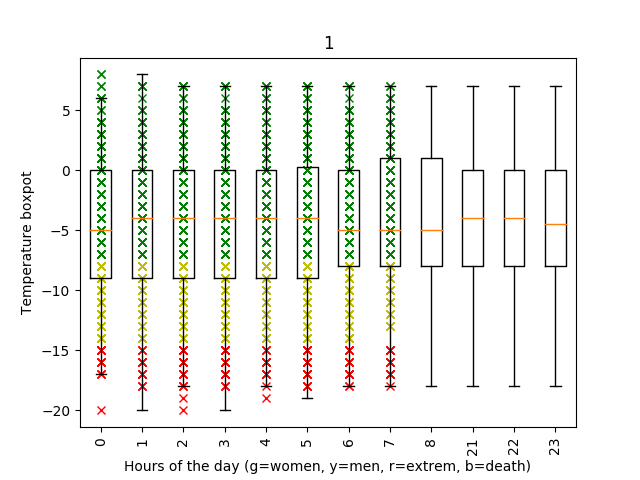 1
Temperature boxpot
5
0
−5
−10
−15
−20
0 1 2 3 4 5 6 7 8 21 22 23
Hours of the day (g=women, y=men, r=extrem, b=death)